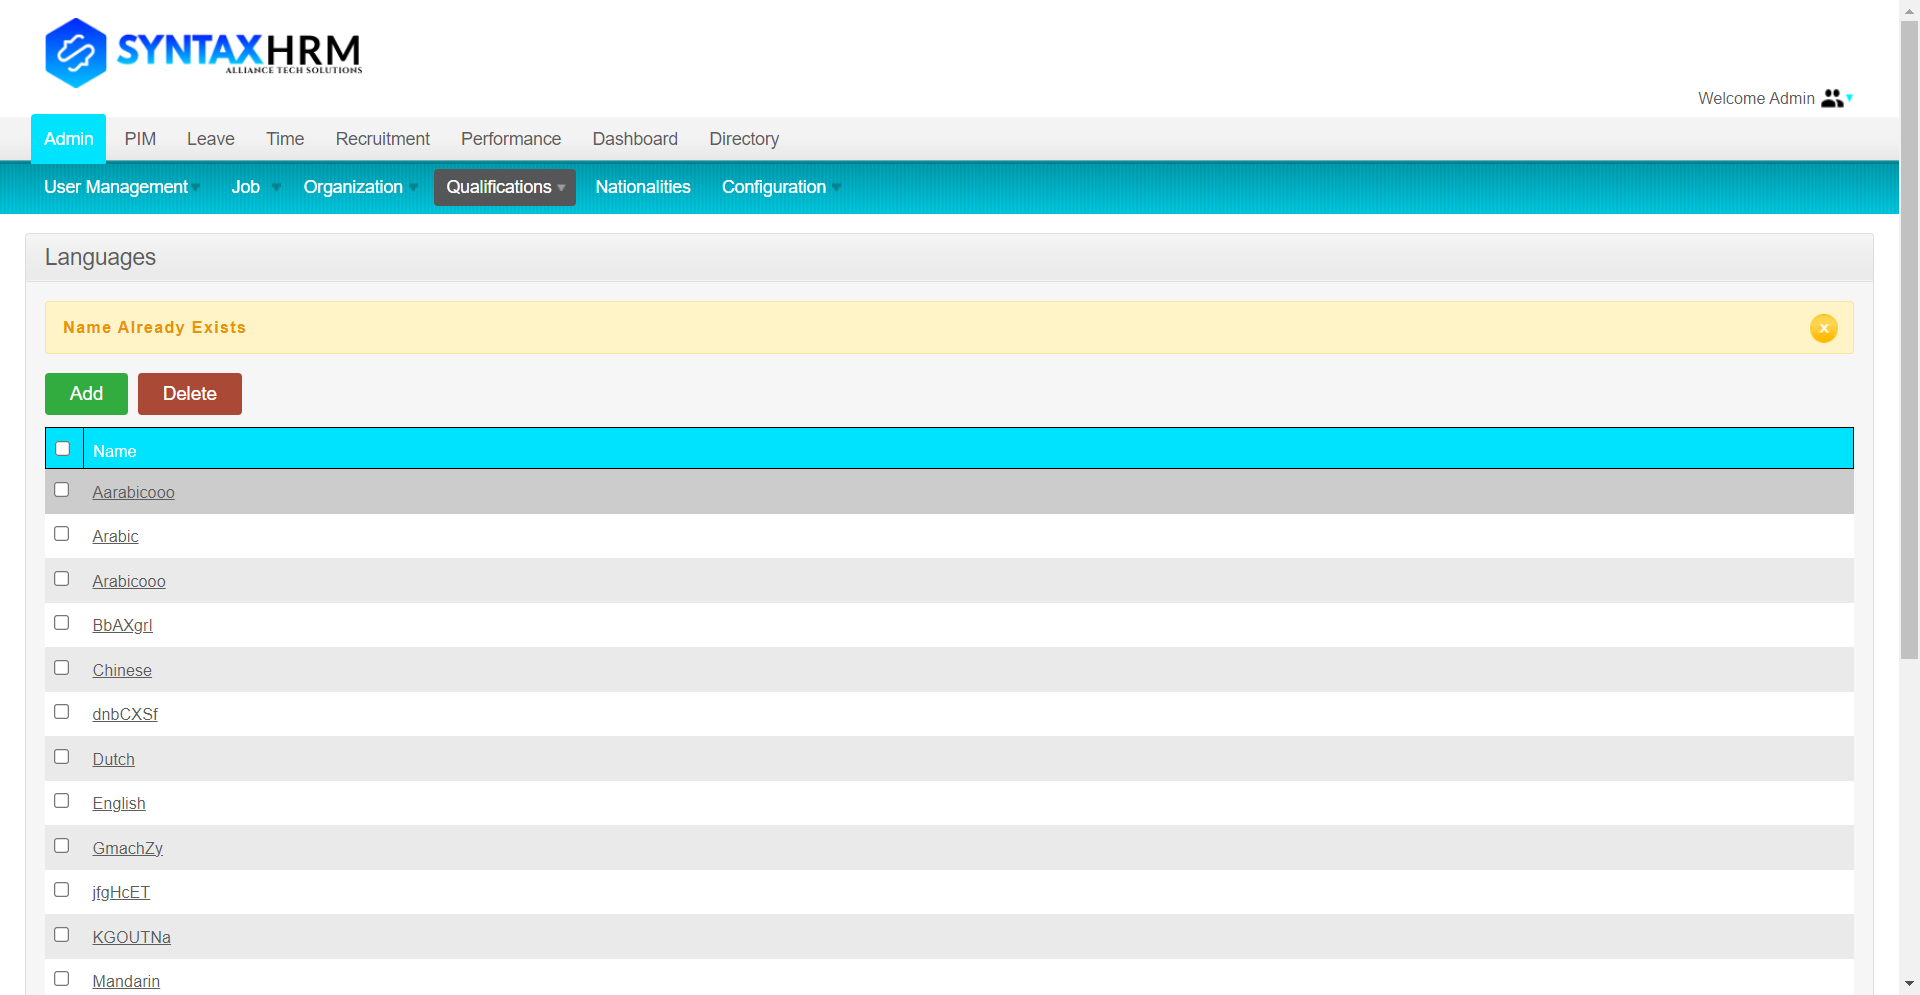 SYNTAXHRM
ALLIANCE TECH SOLUTIONS
Welcome Admin
Admin PIM Leave Time Recruitment Performance Dashboard Directory
User Management Job Organization Qualifications Nationalities Configuration
Languages
Name Already Exists
x
Add Delete
Name
Aarabicooo
Arabic
Arabicooo
BbAXgrl
Chinese
dnbCXSf
Dutch
English
GmachZy
jfgHcET
KGOUTNa
Mandarin